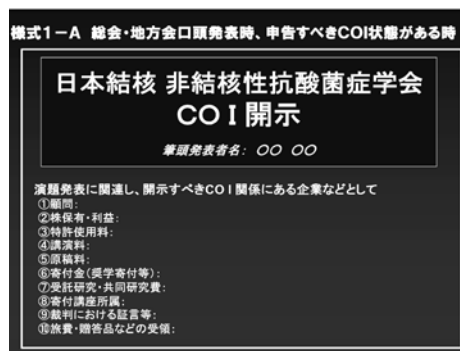 様式1-A 総会・地方会口頭発表時、申告すべきCOI状態がある時
日本結核 非結核性抗酸菌症学会
COI開示
筆頭発表者名: 〇〇 〇〇
演題発表に関連し、開示すべきCOI関係にある企業などとして
①顧問:
②株保有・利益:
③特許使用料:
④講演料:
⑤原稿料:
⑥寄付金(奨学寄付等):
⑦受託研究・共同研究費:
⑧寄付講座所属:
⑨裁判における証言等:
⑩旅費・贈答品などの受領: